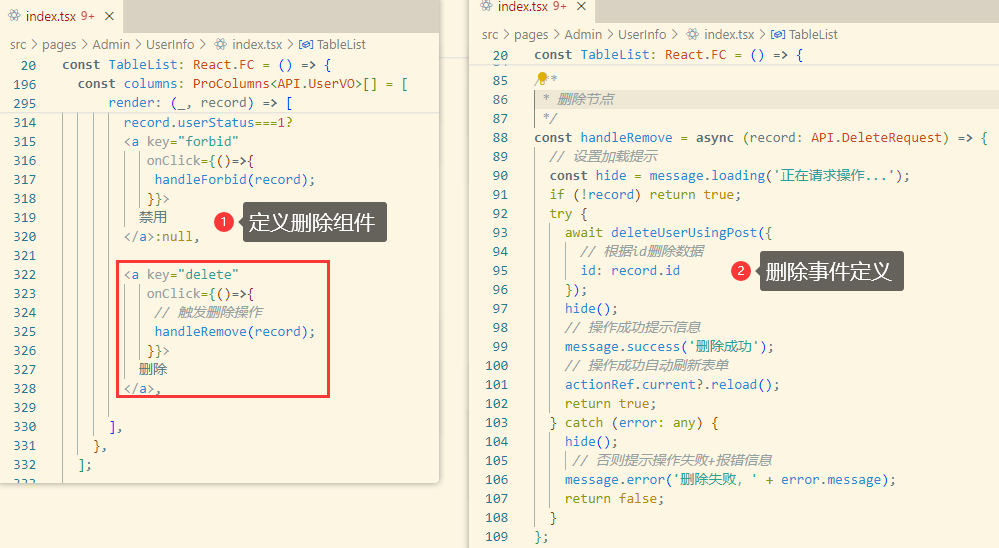 index.tsx 9+ ×
src > pages > Admin > UserInfo > index.tsx > TableList
20 const TableList: React.FC = () => {
196 const columns: ProColumns<API.UserVO>[] = [
295 render: (_, record) => [
314 record.userStatus===1?
315 <a key="forbid"
316 onClick={()=>{
317 handleForbid(record);
318 }}>
319 禁用
320 </a>:null,
321
322 <a key="delete"
323 onClick={()=>{
324 // 触发删除操作
325 handleRemove(record);
326 }}>
327 删除
328 </a>,
329
330 ],
331 },
332 ];
1 定义删除组件
index.tsx 9+ ×
src > pages > Admin > UserInfo > index.tsx > TableList
20 const TableList: React.FC = () => {
85 /**
86 * 删除节点
87 */
88 const handleRemove = async (record: API.DeleteRequest) => {
89 // 设置加载提示
90 const hide = message.loading('正在请求操作...');
91 if (!record) return true;
92 try {
93 await deleteUserUsingPost({
94 // 根据id删除数据
95 id: record.id
96 });
97 hide();
98 // 操作成功提示信息
99 message.success('删除成功');
100 // 操作成功自动刷新表单
101 actionRef.current?.reload();
102 return true;
103 } catch (error: any) {
104 hide();
105 // 否则提示操作失败+报错信息
106 message.error('删除失败, ' + error.message);
107 return false;
108 }
109 };
2 删除事件定义